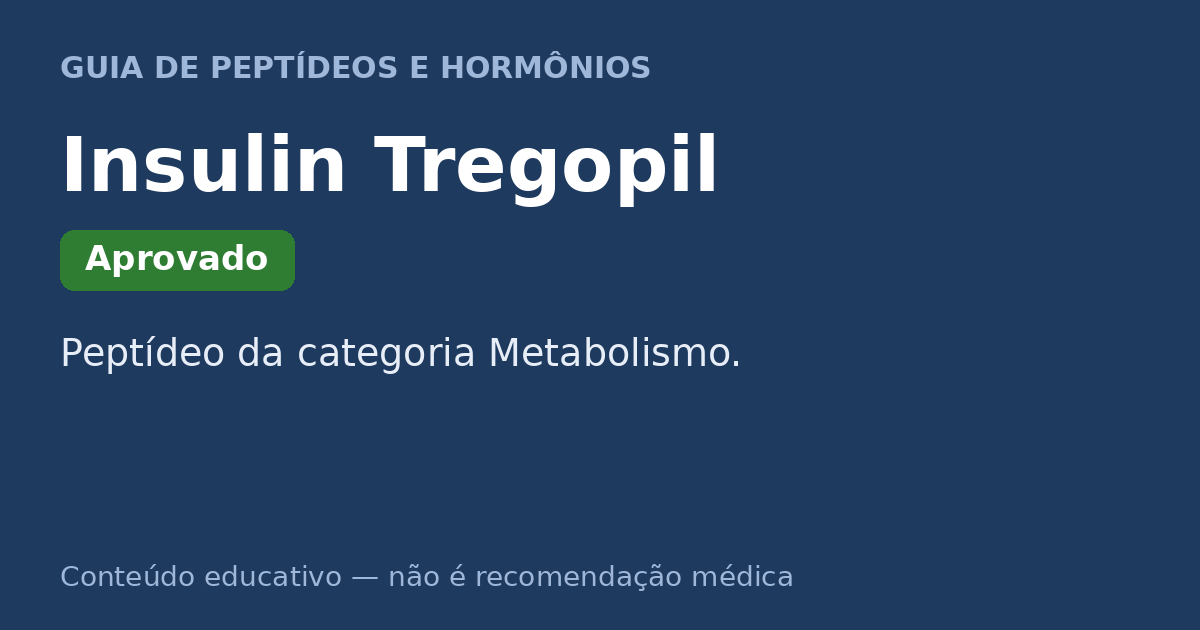 GUIA DE PEPTÍDEOS E HORMÔNIOS
Insulin Tregopil
Aprovado
Peptídeo da categoria Metabolismo.
Conteúdo educativo — não é recomendação médica